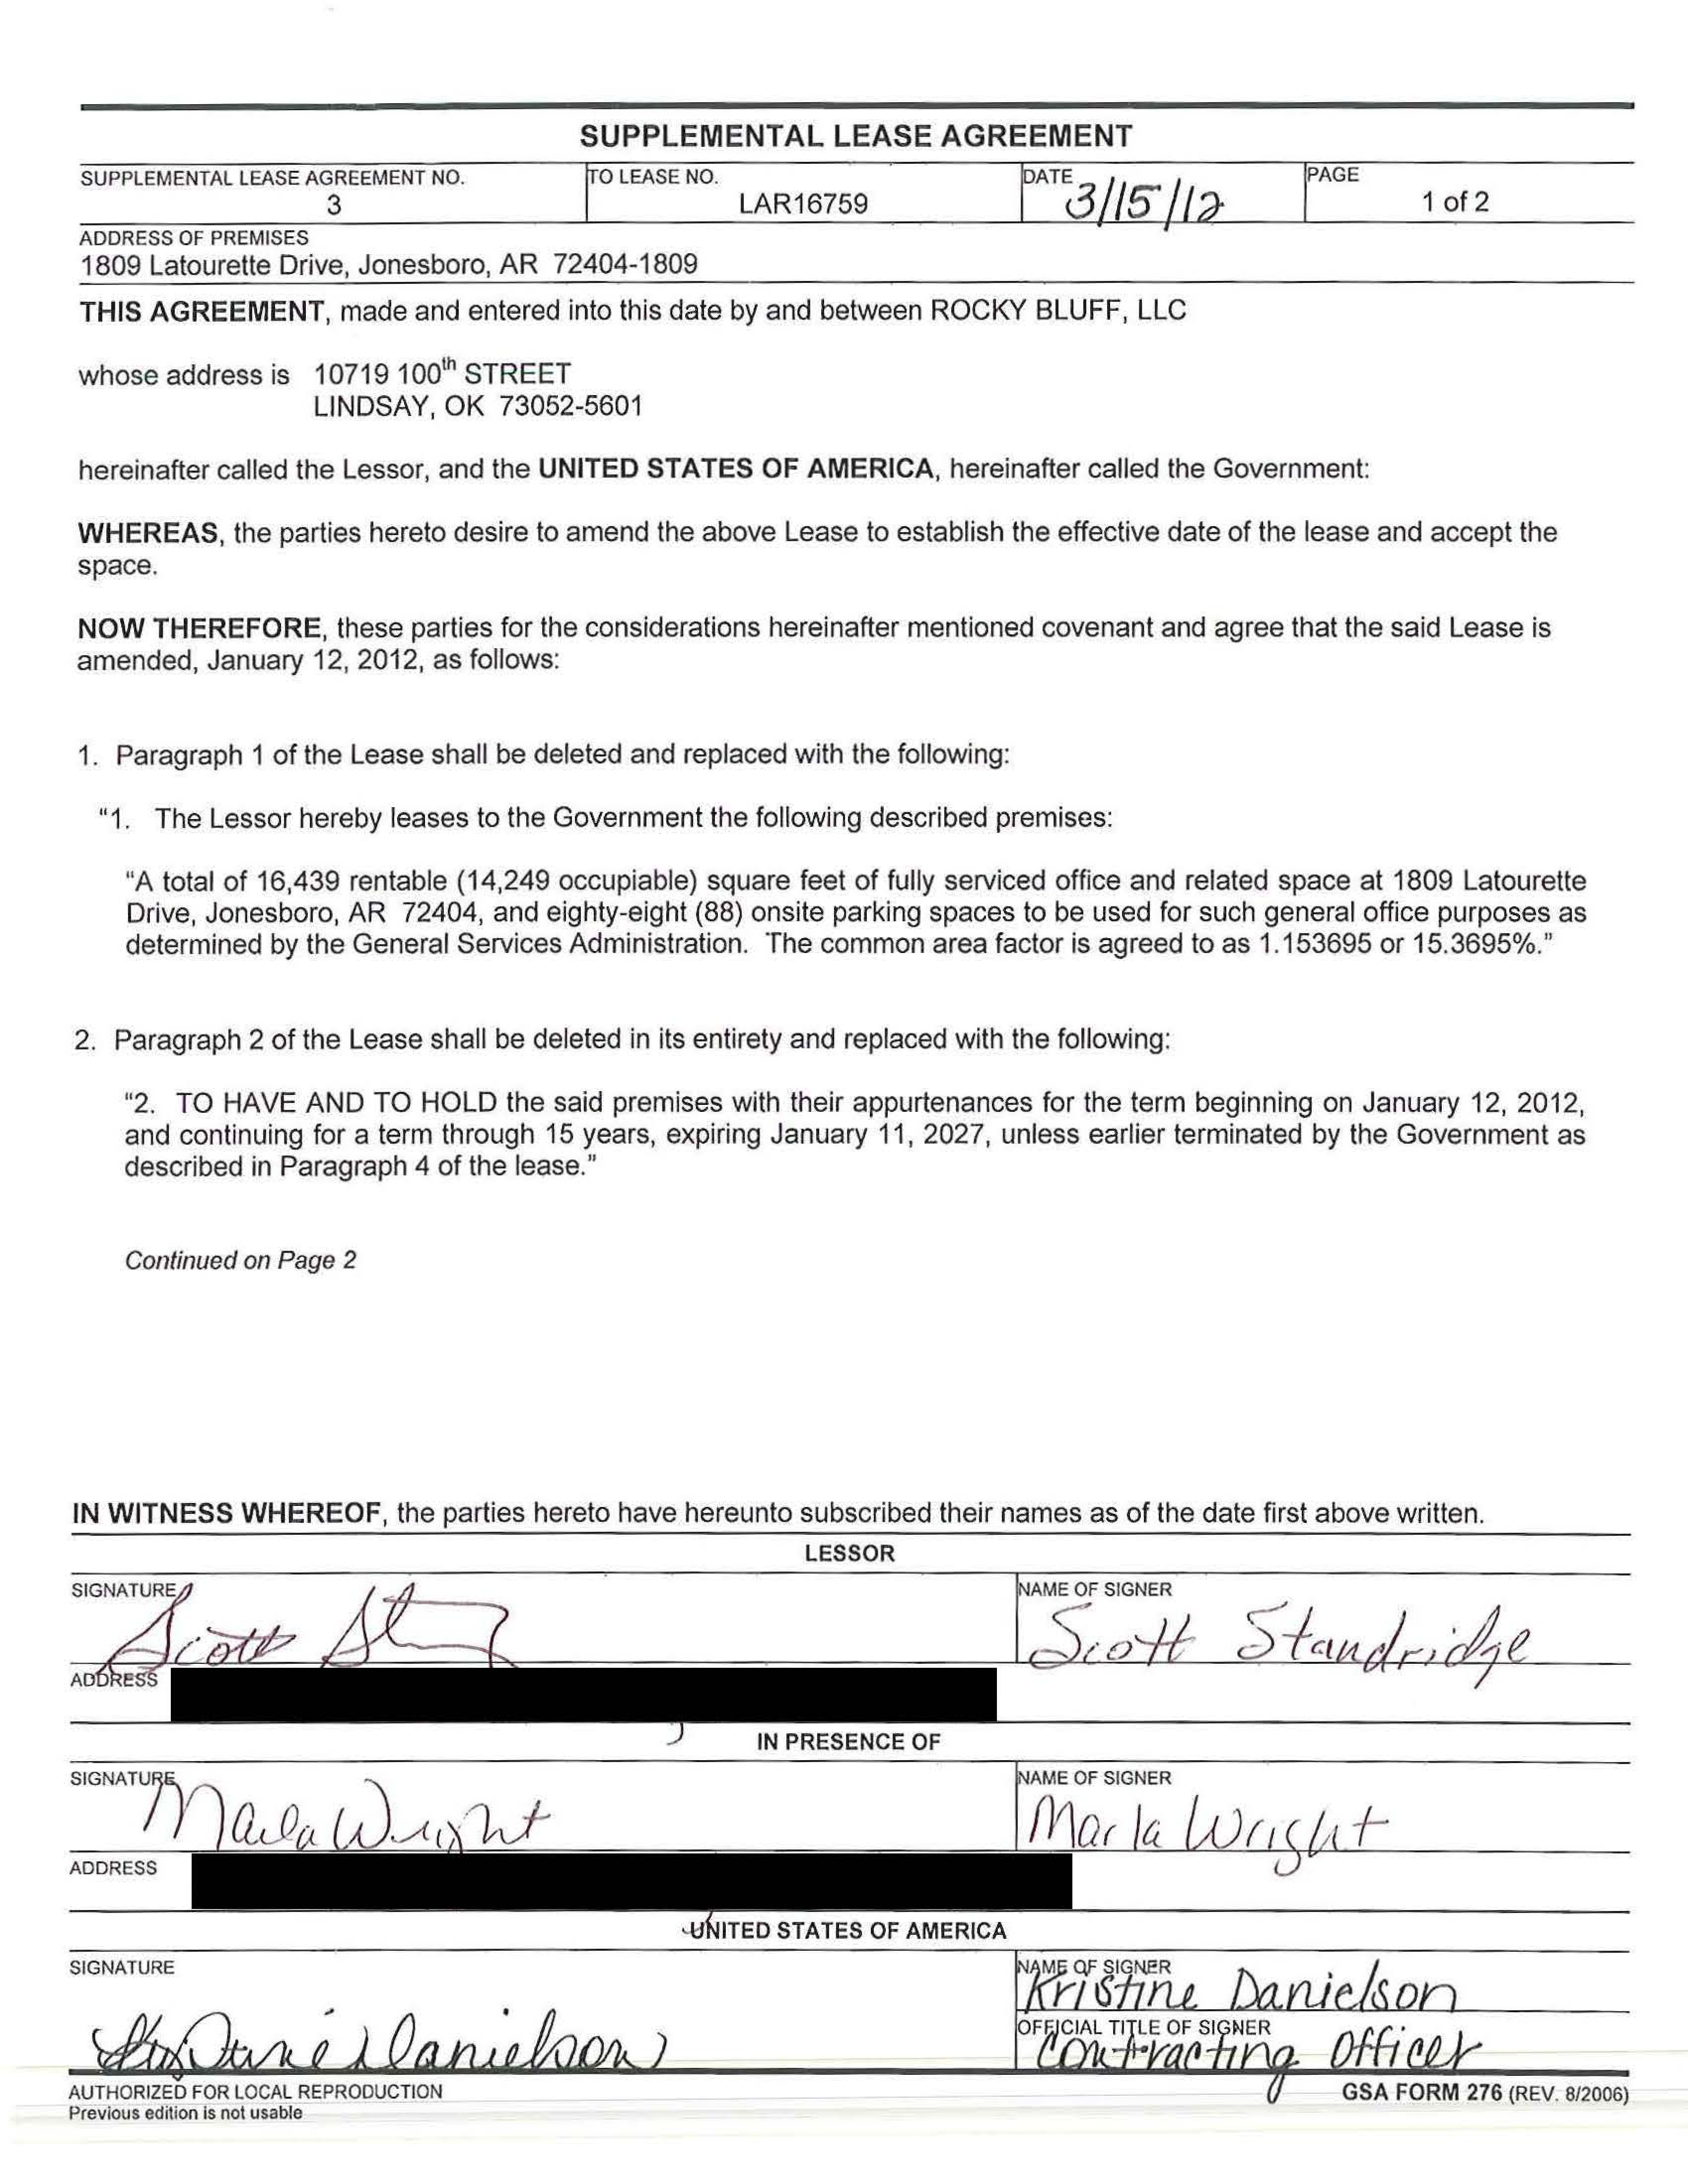 SUPPLEMENTAL LEASE AGREEMENT
SUPPLEMENTAL LEASE AGREEMENT NO.
3
TO LEASE NO.
LAR16759
DATE
3/15/12
PAGE
1 of 2
ADDRESS OF PREMISES
1809 Latourette Drive, Jonesboro, AR 72404-1809
THIS AGREEMENT, made and entered into this date by and between ROCKY BLUFF, LLC
whose address is 10719 100th STREET
LINDSAY, OK 73052-5601
hereinafter called the Lessor, and the UNITED STATES OF AMERICA, hereinafter called the Government:
WHEREAS, the parties hereto desire to amend the above Lease to establish the effective date of the lease and accept the
space.
NOW THEREFORE, these parties for the considerations hereinafter mentioned covenant and agree that the said Lease is
amended, January 12, 2012, as follows:
1. Paragraph 1 of the Lease shall be deleted and replaced with the following:
“1. The Lessor hereby leases to the Government the following described premises:
“A total of 16,439 rentable (14,249 occupiable) square feet of fully serviced office and related space at 1809 Latourette
Drive, Jonesboro, AR 72404, and eighty-eight (88) onsite parking spaces to be used for such general office purposes as
determined by the General Services Administration. The common area factor is agreed to as 1.153695 or 15.3695%.”
2. Paragraph 2 of the Lease shall be deleted in its entirety and replaced with the following:
“2. TO HAVE AND TO HOLD the said premises with their appurtenances for the term beginning on January 12, 2012,
and continuing for a term through 15 years, expiring January 11, 2027, unless earlier terminated by the Government as
described in Paragraph 4 of the lease.”
Continued on Page 2
IN WITNESS WHEREOF, the parties hereto have hereunto subscribed their names as of the date first above written.
LESSOR
SIGNATURE
Scott
NAME OF SIGNER
Scott Standridge
ADDRESS
IN PRESENCE OF
SIGNATURE
Marla Wright
NAME OF SIGNER
Marla Wright
ADDRESS
UNITED STATES OF AMERICA
SIGNATURE
Kristine Danielson
NAME OF SIGNER
Kristine Danielson
OFFICIAL TITLE OF SIGNER
Contracting Officer
AUTHORIZED FOR LOCAL REPRODUCTION
Previous edition is not usable
GSA FORM 276 (REV. 8/2006)